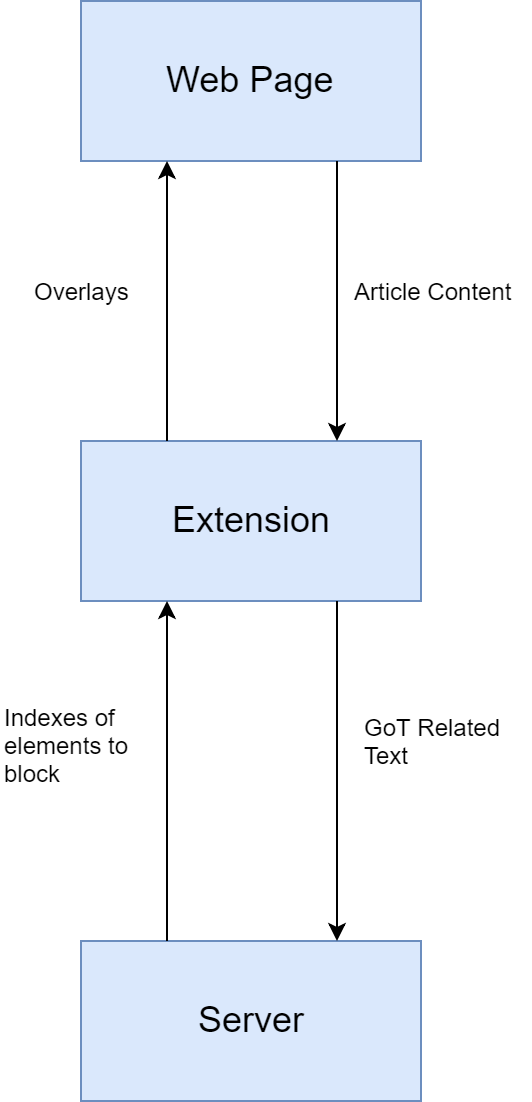 Web Page
Overlays
Article Content
Extension
Indexes of
elements to
block
GoT Related
Text
Server